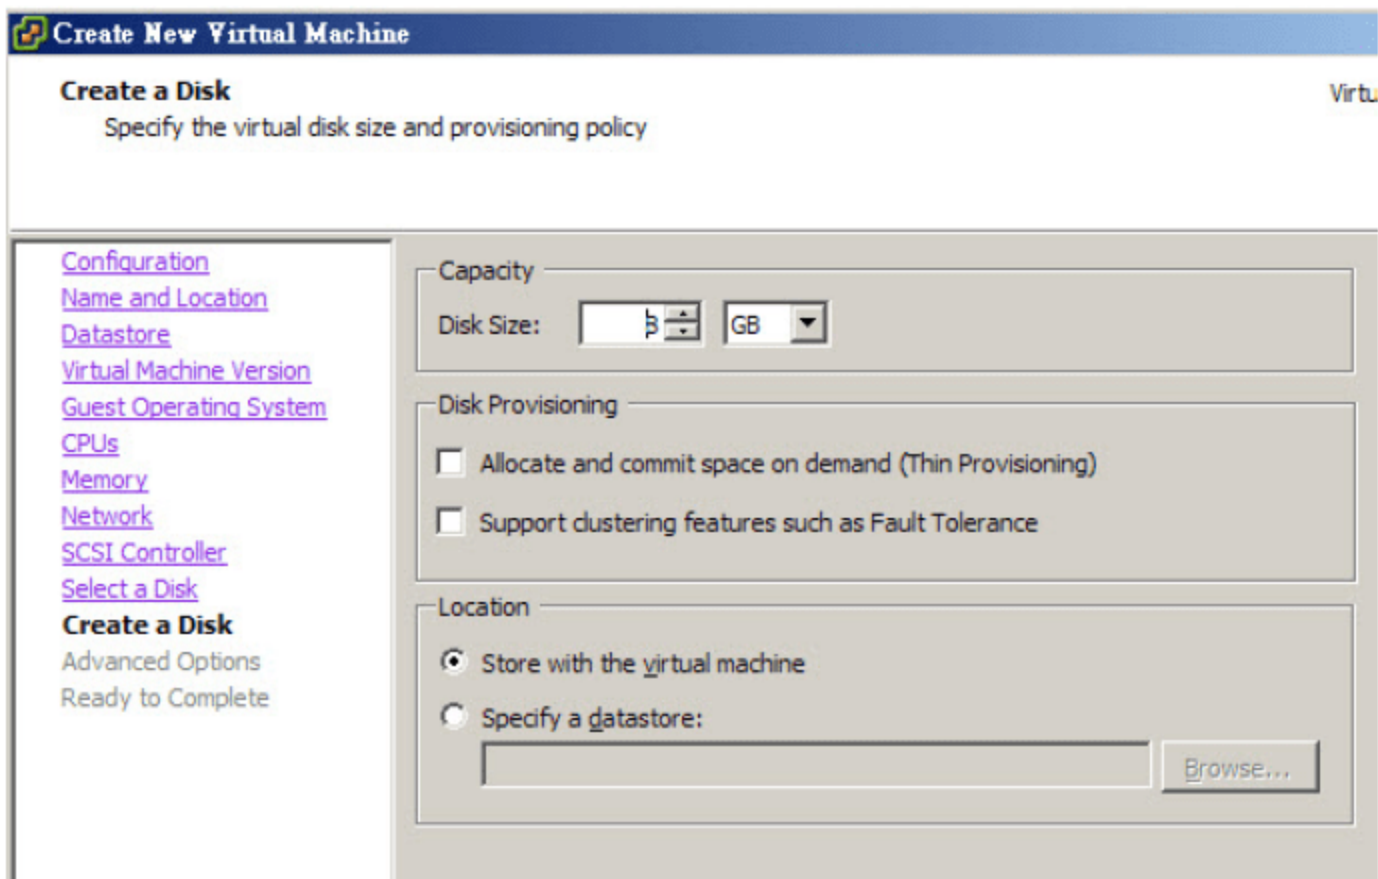 Create New Virtual Machine
Create a Disk
Virtu
Specify the virtual disk size and provisioning policy
Configuration
Name and Location
Datastore
Virtual Machine Version
Guest Operating System
CPUs
Memory
Network
SCSI Controller
Select a Disk
Create a Disk
Advanced Options
Ready to Complete
Capacity
Disk Size: GB
Disk Provisioning
Allocate and commit space on demand (Thin Provisioning)
Support clustering features such as Fault Tolerance
Location
Store with the virtual machine
Specify a datastore:
Browse...